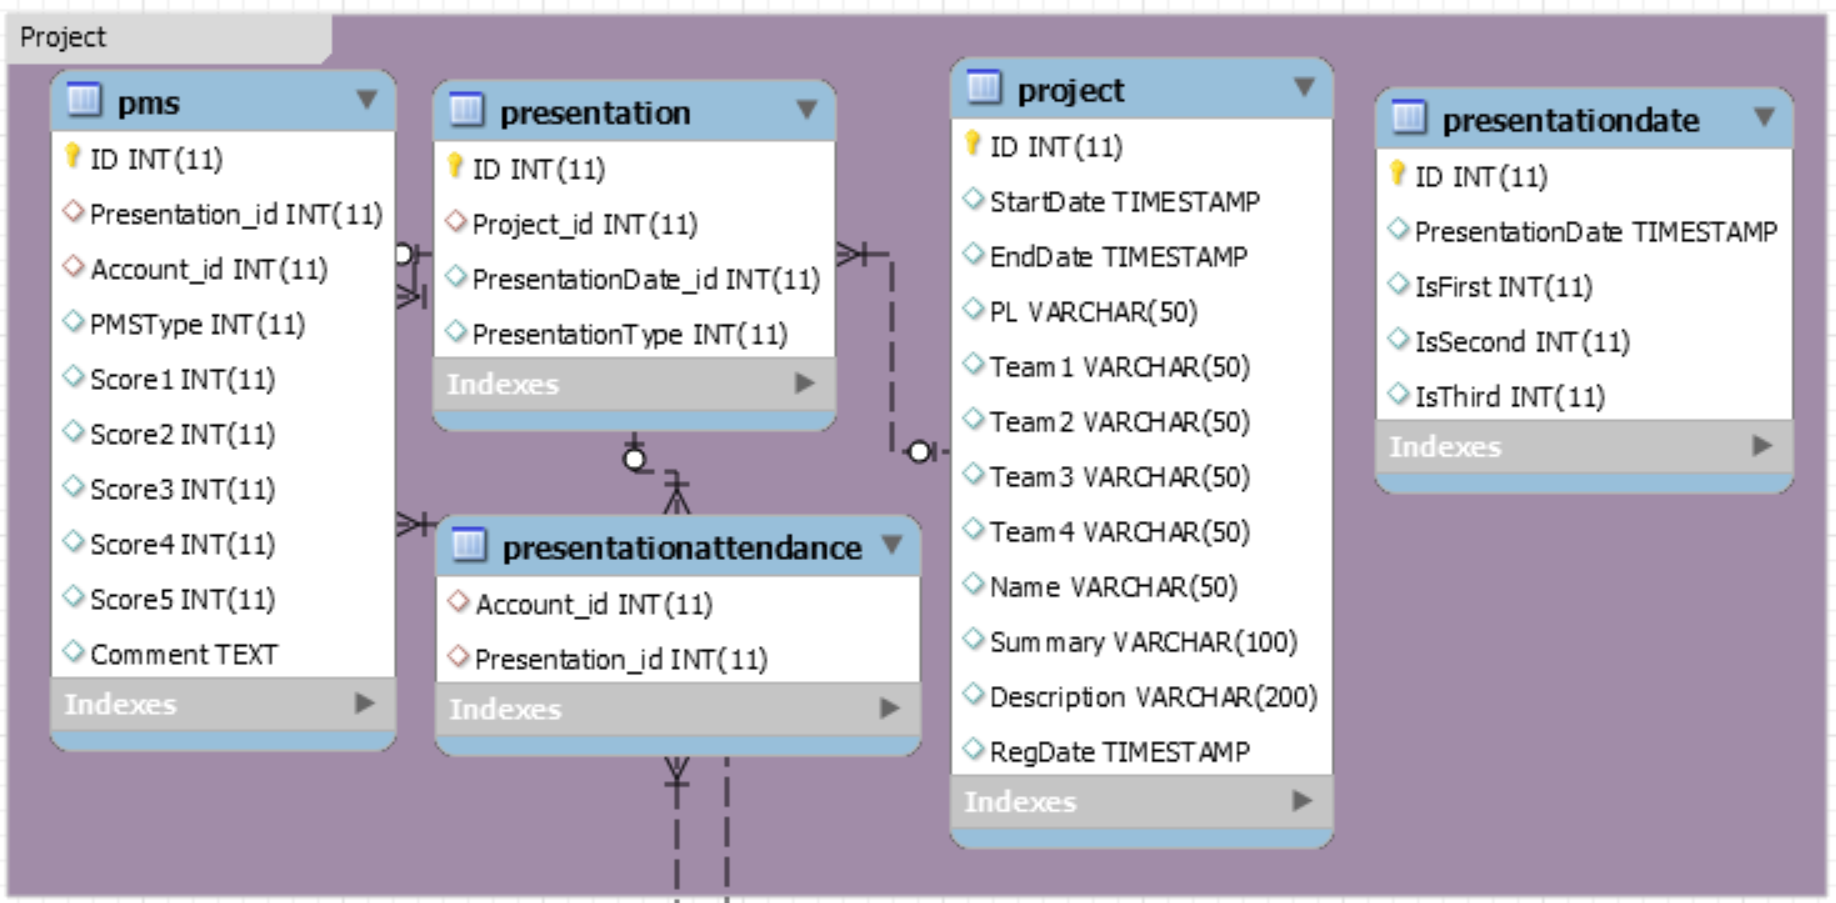 Project
pms
ID INT(11)
Presentation_id INT(11)
Account_id INT(11)
PMSType INT(11)
Score1 INT(11)
Score2 INT(11)
Score3 INT(11)
Score4 INT(11)
Score5 INT(11)
Comment TEXT
Indexes
presentation
ID INT(11)
Project_id INT(11)
PresentationDate_id INT(11)
PresentationType INT(11)
Indexes
presentationattendance
Account_id INT(11)
Presentation_id INT(11)
Indexes
project
ID INT(11)
StartDate TIMESTAMP
EndDate TIMESTAMP
PL VARCHAR(50)
Team1 VARCHAR(50)
Team2 VARCHAR(50)
Team3 VARCHAR(50)
Team4 VARCHAR(50)
Name VARCHAR(50)
Summary VARCHAR(100)
Description VARCHAR(200)
RegDate TIMESTAMP
Indexes
presentationdate
ID INT(11)
PresentationDate TIMESTAMP
IsFirst INT(11)
IsSecond INT(11)
IsThird INT(11)
Indexes